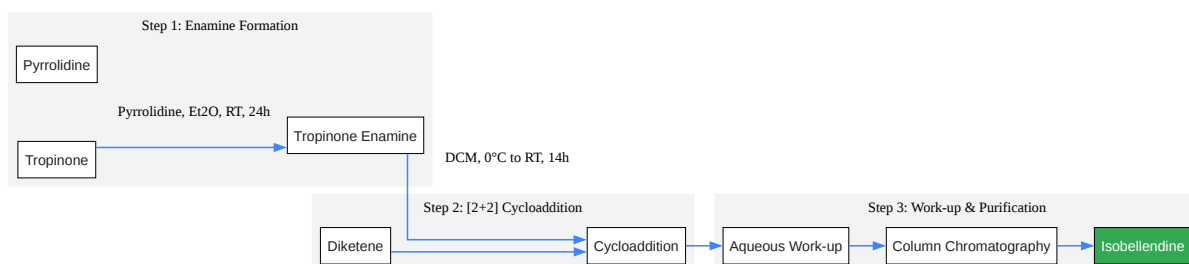 Step 1: Enamine Formation
Pyrrolidine
Pyrrolidine, Et2O, RT, 24h
Tropinone
Tropinone Enamine
DCM, 0°C to RT, 14h
Step 2: [2+2] Cycloaddition
Diketene
Cycloaddition
Step 3: Work-up & Purification
Aqueous Work-up
Column Chromatography
Isobellendine